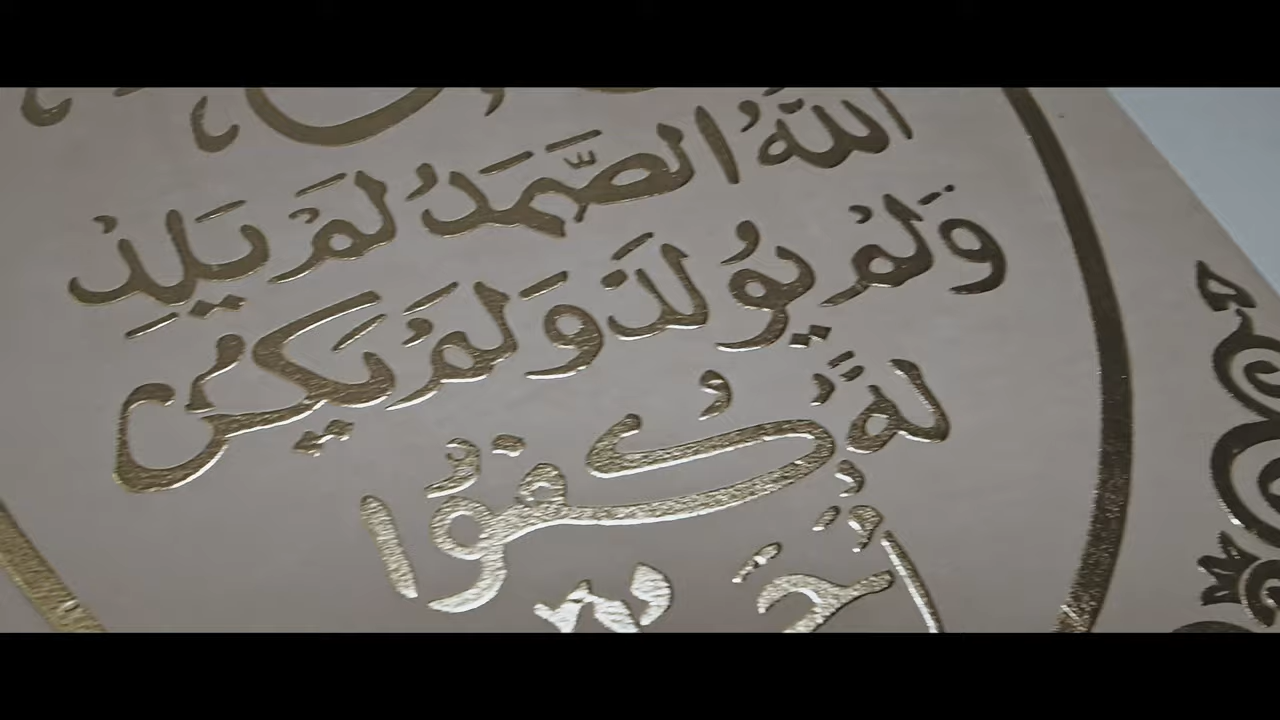 اللَّهُ الصَّمَدُ لَمْ يَلِدْ
وَلَمْ يُولَدْ وَلَمْ يَكُنْ
لَهُ كُفُوًا